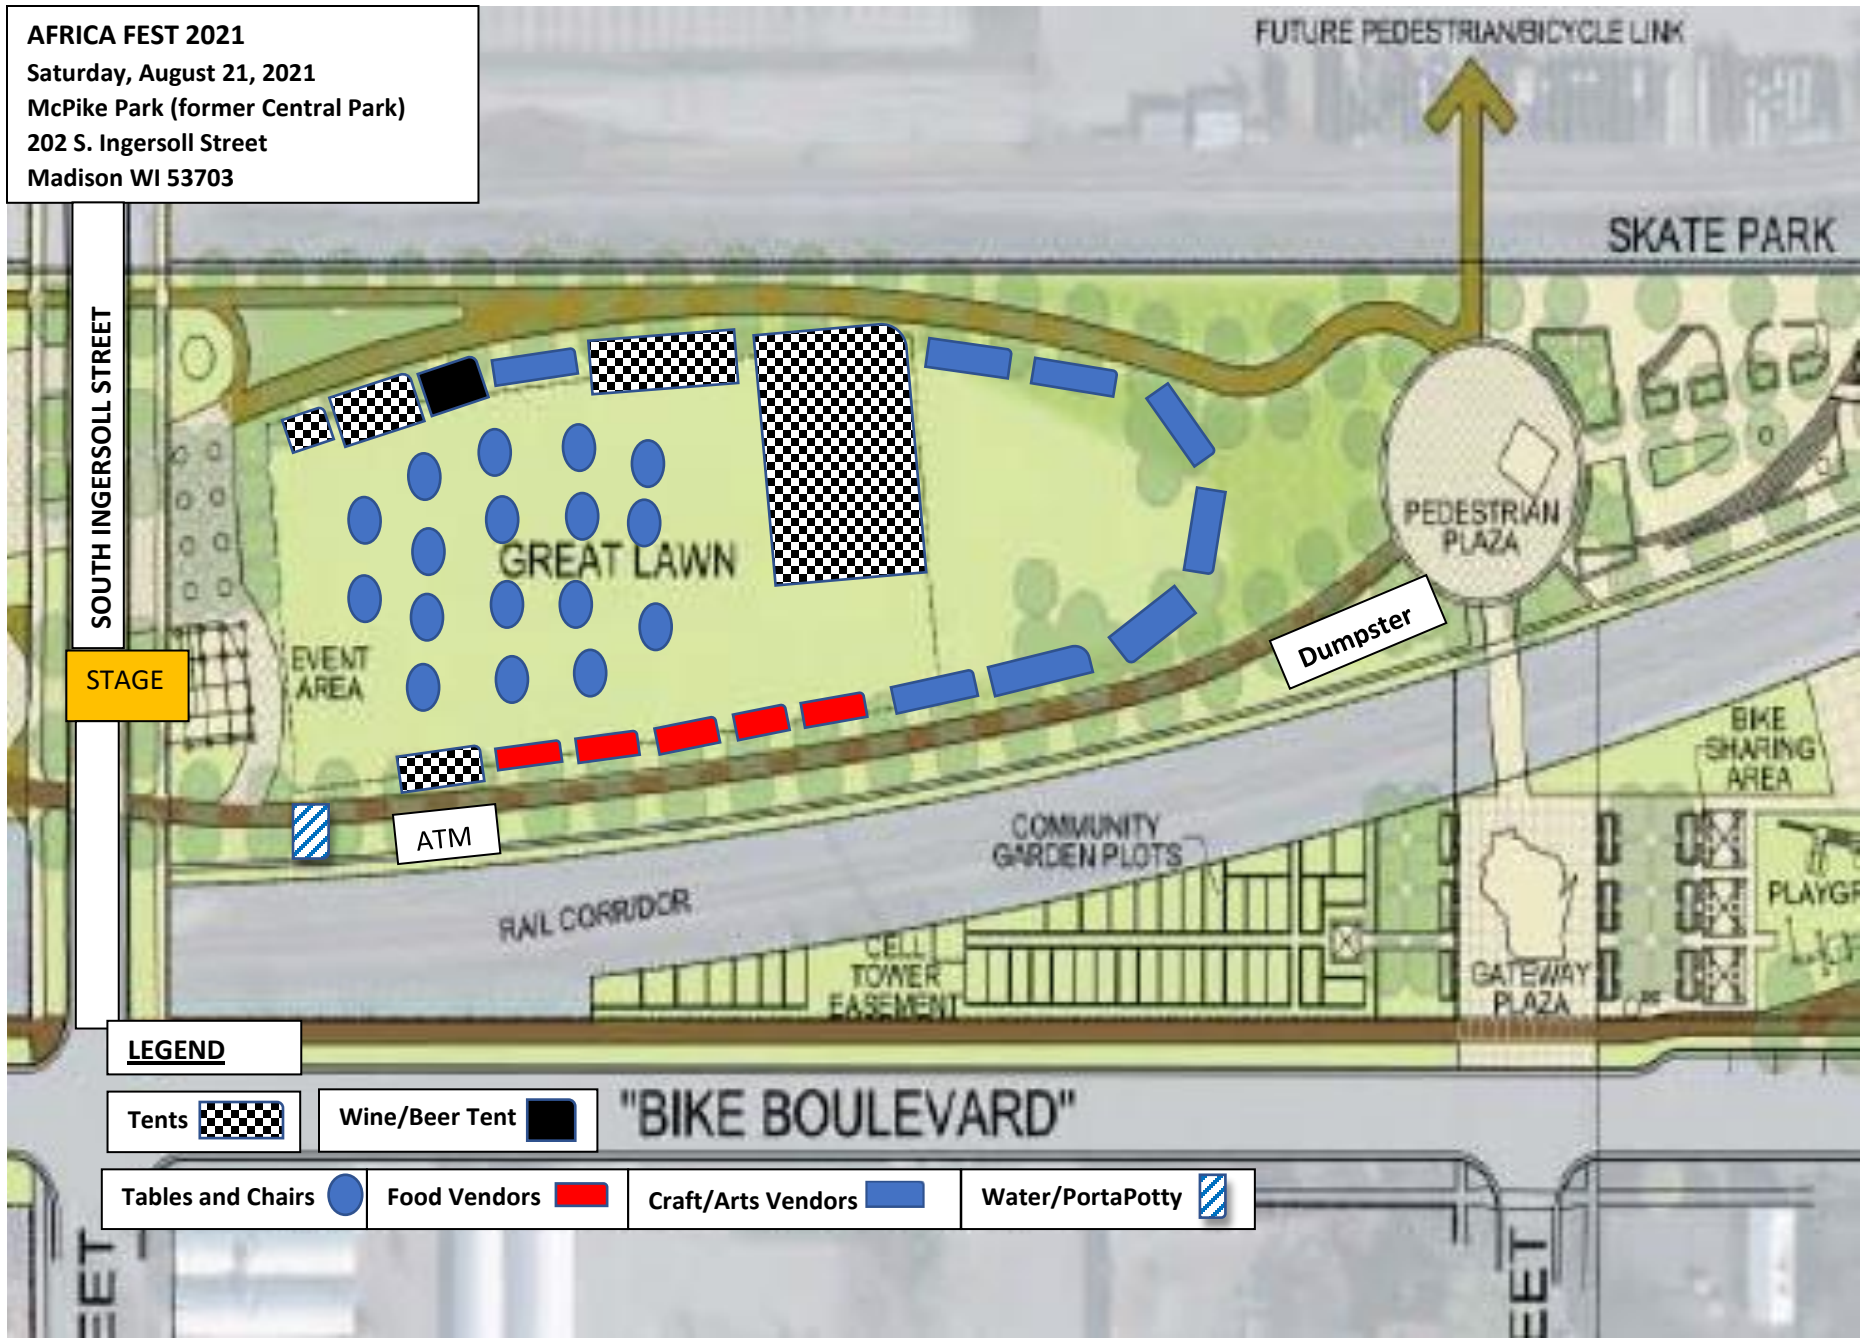 AFRICA FEST 2021
Saturday, August 21, 2021
McPike Park (former Central Park)
202 S. Ingersoll Street
Madison WI 53703
FUTURE PEDESTRIAN/BICYCLE LINK
SKATE PARK
SOUTH INGERSOLL STREET
STAGE
GREAT LAWN
EVENT
AREA
PEDESTRIAN
PLAZA
Dumpster
ATM
BIKE
SHARING
AREA
COMMUNITY
GARDEN PLOTS
RAIL CORRIDOR
CELL
TOWER
EASEMENT
PLAYGR
GATEWAY
PLAZA
LEGEND
Tents
Wine/Beer Tent
"BIKE BOULEVARD"
Tables and Chairs
Food Vendors
Craft/Arts Vendors
Water/PortaPotty
EET
EET